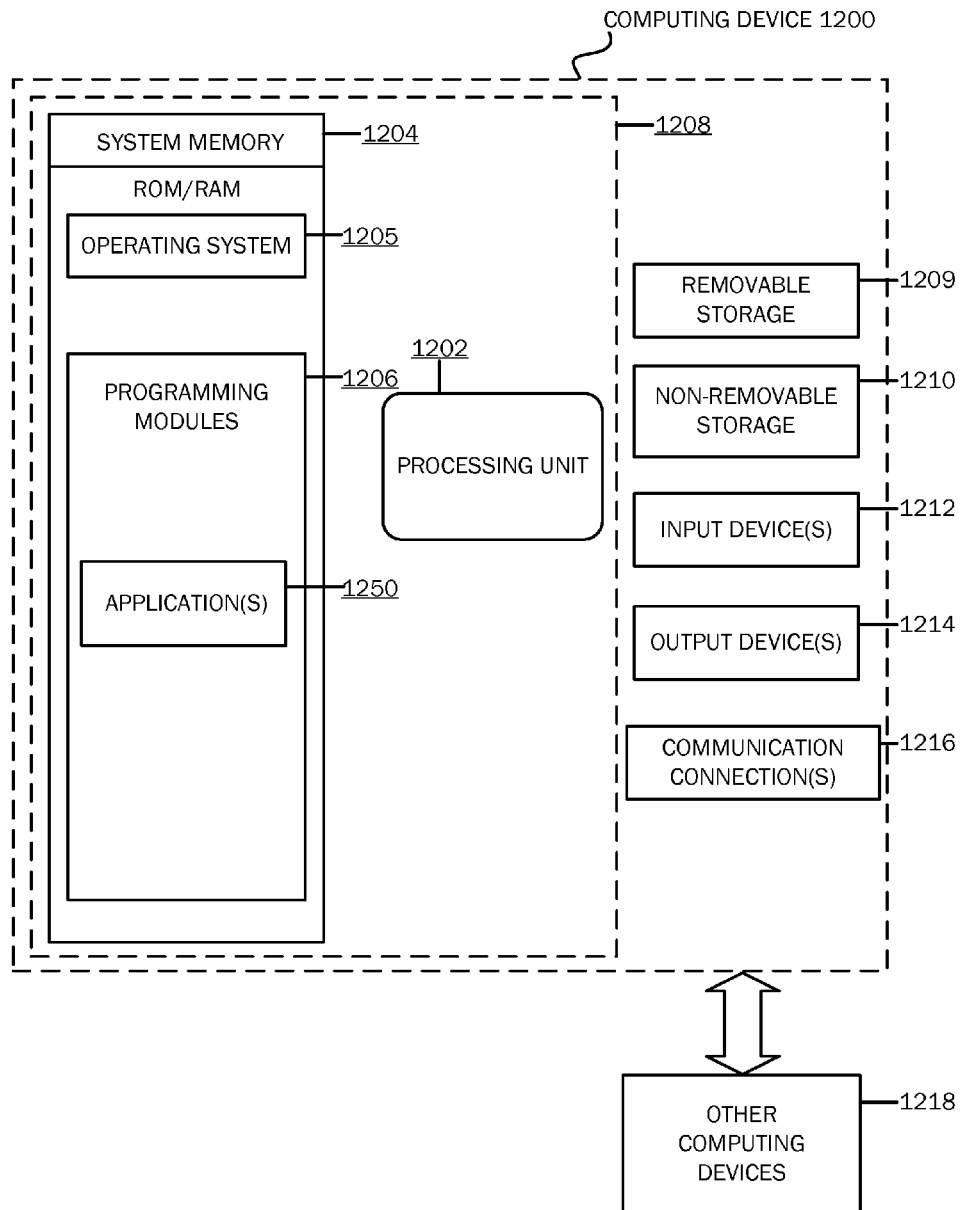 COMPUTING DEVICE 1200
SYSTEM MEMORY
1204
1208
ROM/RAM
OPERATING SYSTEM
1205
PROGRAMMING
MODULES
1206
APPLICATION(S)
1250
1202
PROCESSING UNIT
REMOVABLE
STORAGE
1209
NON-REMOVABLE
STORAGE
1210
INPUT DEVICE(S)
1212
OUTPUT DEVICE(S)
1214
COMMUNICATION
CONNECTION(S)
1216
OTHER
COMPUTING
DEVICES
1218